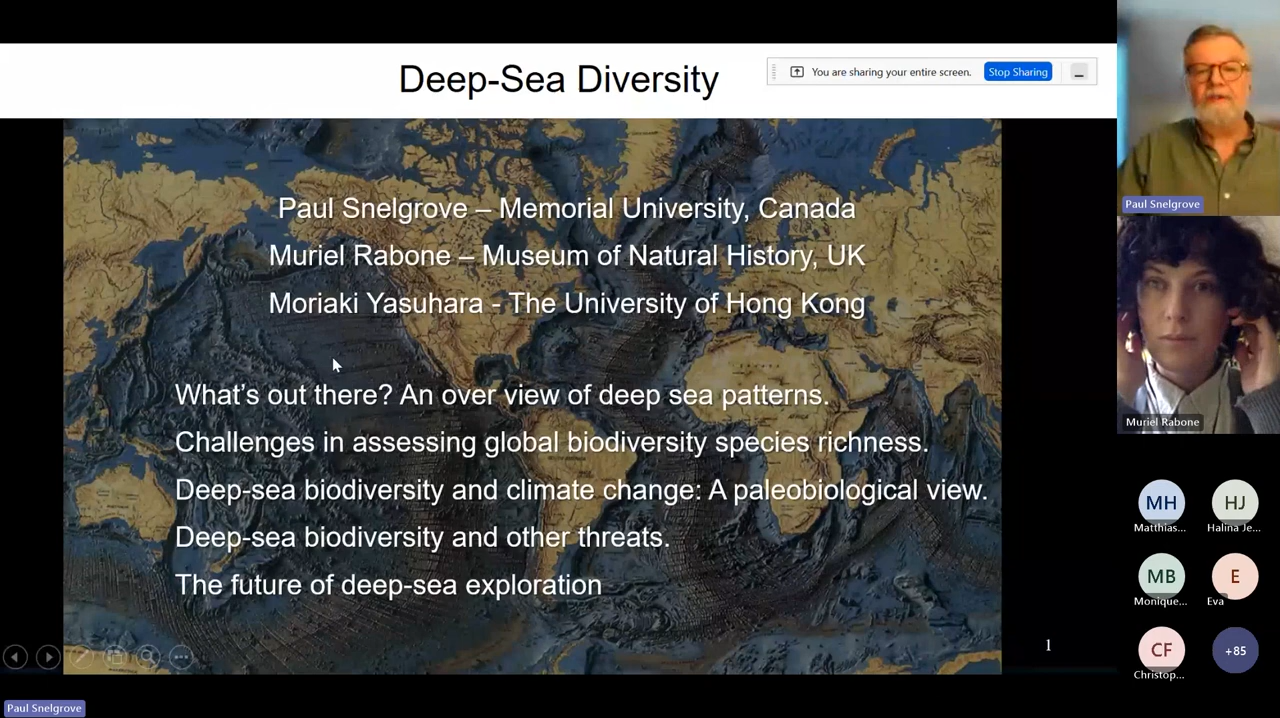 Deep-Sea Diversity
You are sharing your entire screen.
Stop Sharing
Paul Snelgrove – Memorial University, Canada
Muriel Rabone – Museum of Natural History, UK
Moriaki Yasuhara - The University of Hong Kong
What's out there? An over view of deep sea patterns.
Challenges in assessing global biodiversity species richness.
Deep-sea biodiversity and climate change: A paleobiological view.
Deep-sea biodiversity and other threats.
The future of deep-sea exploration
1
Paul Snelgrove
Muriel Rabone
MH
HJ
Matthias...
Halina Je...
MB
E
Monique...
Eva
CF
+85
Christop...
Paul Snelgrove